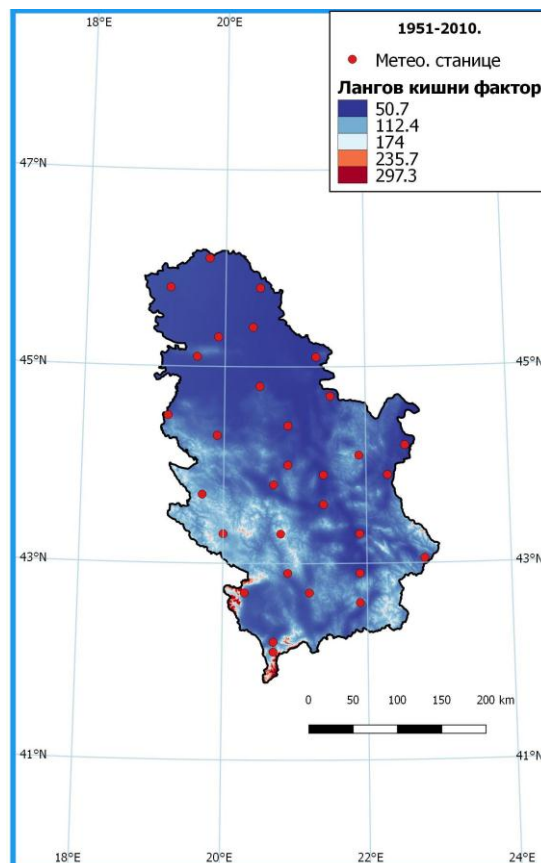 18°E
20°E
1951-2010.
Метео. станице
Лангов кишни фактор
50.7
112.4
174
235.7
297.3
47°N
45°N
45°N
43°N
43°N
0 50 100 150 200 km
41°N
41°N
18°E
20°E
22°E
24°E